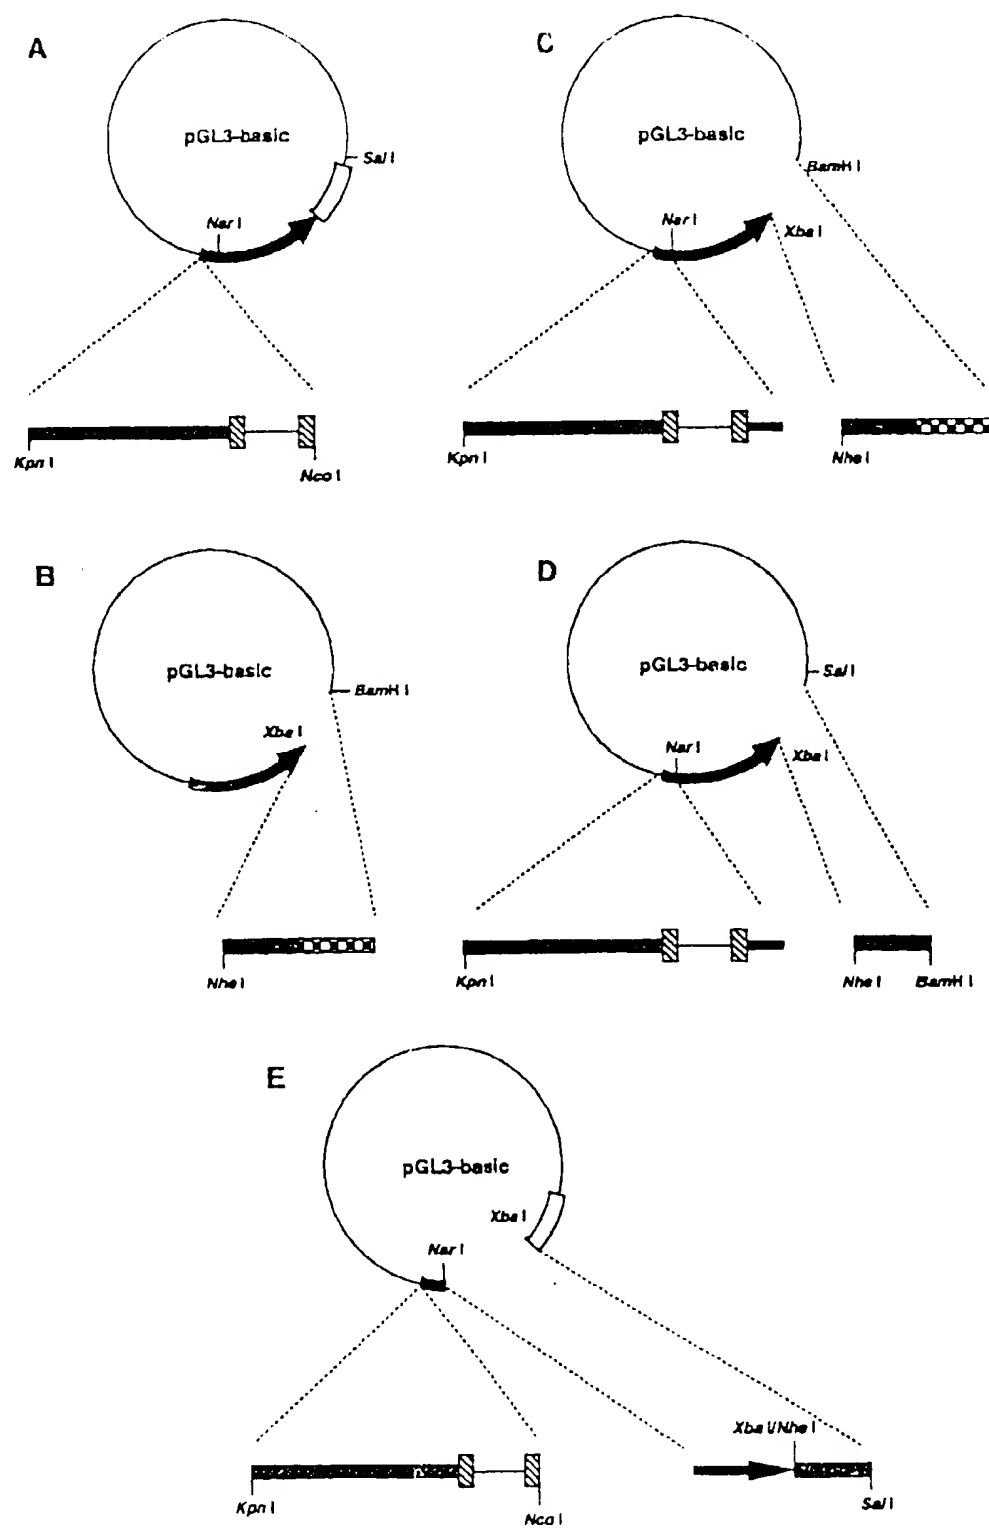 A
pGL3-basic
Sal I
Nar I
Kpn I
Nco I
C
pGL3-basic
BamH I
Nar I
Xba I
Kpn I
Nhe I
B
pGL3-basic
BamH I
Xba I
Nhe I
D
pGL3-basic
Sal I
Nar I
Xba I
Kpn I
Nhe I
BamH I
E
pGL3-basic
Xba I
Nar I
Xba I/Nhe I
Kpn I
Nco I
Sal I